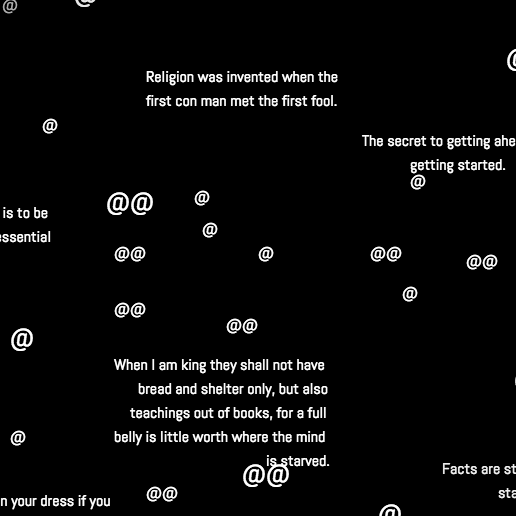 @
@
@
Religion was invented when the
first con man met the first fool.
@
The secret to getting ahe
getting started.
@
@@
@
is to be
essential
@
@@
@
@@
@@
@
@@
@@
@
When I am king they shall not have
bread and shelter only, but also
teachings out of books, for a full
belly is little worth where the mind
is starved.
@
@@
Facts are st
sta
@@
n your dress if you
@